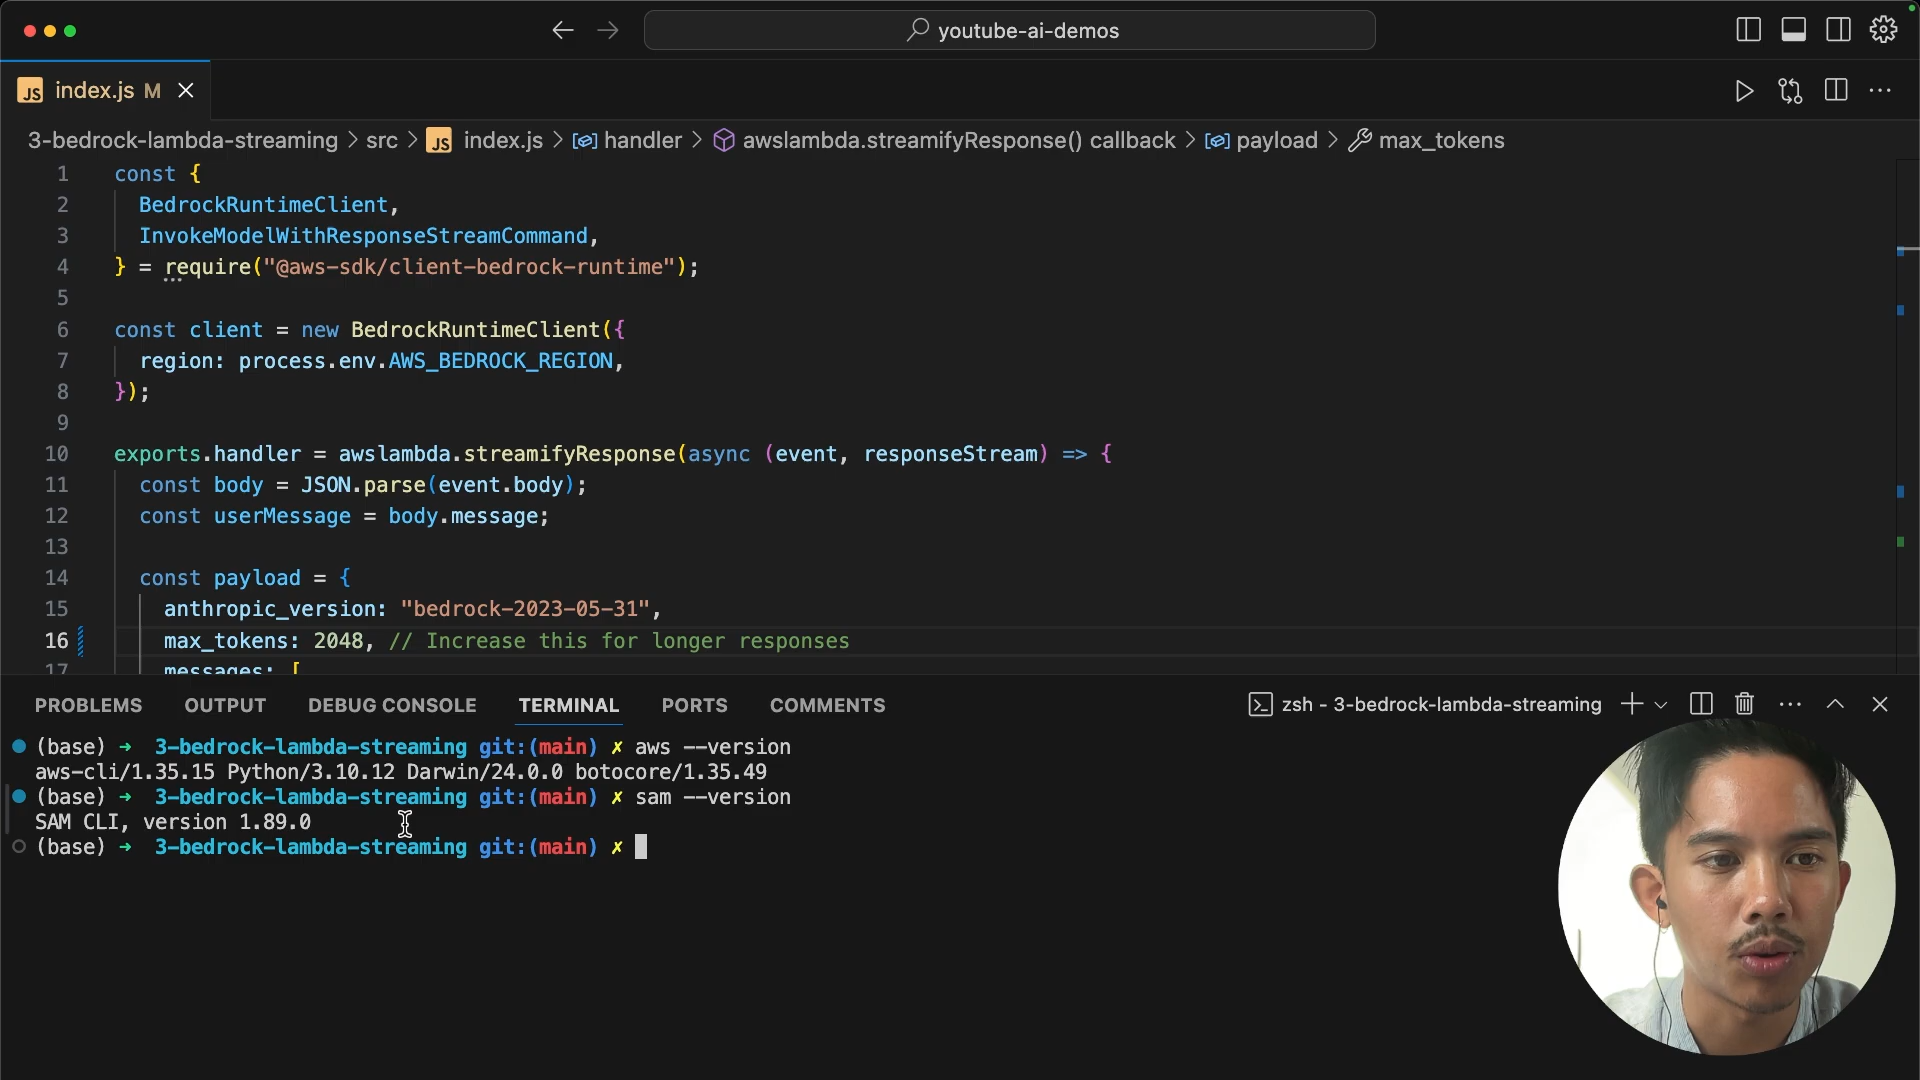 youtube-ai-demos
JS index.js M
3-bedrock-lambda-streaming > src > JS index.js > handler > awslambda.streamifyResponse() callback > payload > max_tokens
1 const {
2 BedrockRuntimeClient,
3 InvokeModelWithResponseStreamCommand,
4 } = require("@aws-sdk/client-bedrock-runtime");
5
6 const client = new BedrockRuntimeClient({
7 region: process.env.AWS_BEDROCK_REGION,
8 });
9
10 exports.handler = awslambda.streamifyResponse(async (event, responseStream) => {
11 const body = JSON.parse(event.body);
12 const userMessage = body.message;
13
14 const payload = {
15 anthropic_version: "bedrock-2023-05-31",
16 max_tokens: 2048, // Increase this for longer responses
17 messages: [
PROBLEMS OUTPUT DEBUG CONSOLE TERMINAL PORTS COMMENTS zsh - 3-bedrock-lambda-streaming
(base) → 3-bedrock-lambda-streaming git:(main) ✗ aws --version
aws-cli/1.35.15 Python/3.10.12 Darwin/24.0.0 botocore/1.35.49
(base) → 3-bedrock-lambda-streaming git:(main) ✗ sam --version
SAM CLI, version 1.89.0
(base) → 3-bedrock-lambda-streaming git:(main) ✗